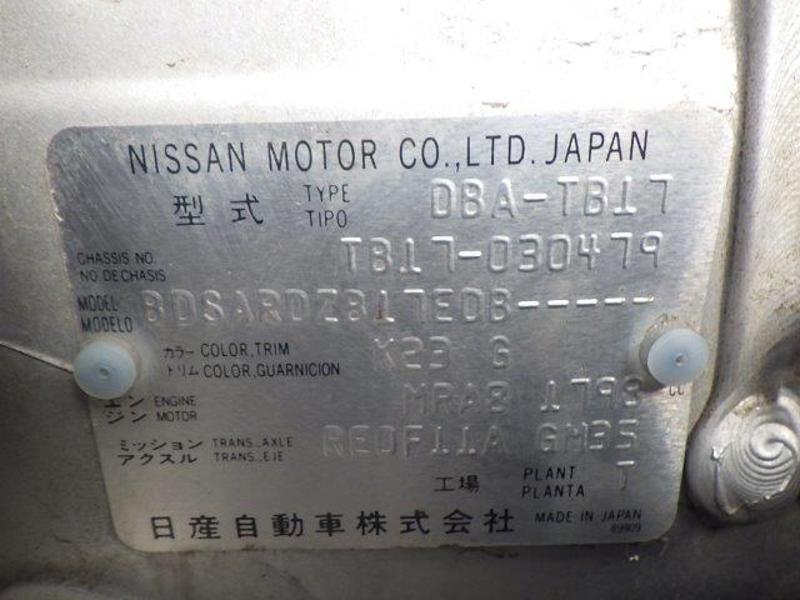 NISSAN MOTOR CO.,LTD. JAPAN
型式 TYPE TIPO DBA-TB17
CHASSIS NO. NO. DE CHASIS TB17-030479
MODEL MODELO BDSARDZB17EDB-----
カラー COLOR,TRIM トリム COLOR,GUARNICION K23 G
エンジン ENGINE MOTOR MRA8 1798 cc
ミッション TRANS..AXLE アクスル TRANS..EJE RE0F11A GM35
工場 PLANT PLANTA T
日産自動車株式会社 MADE IN JAPAN
89909